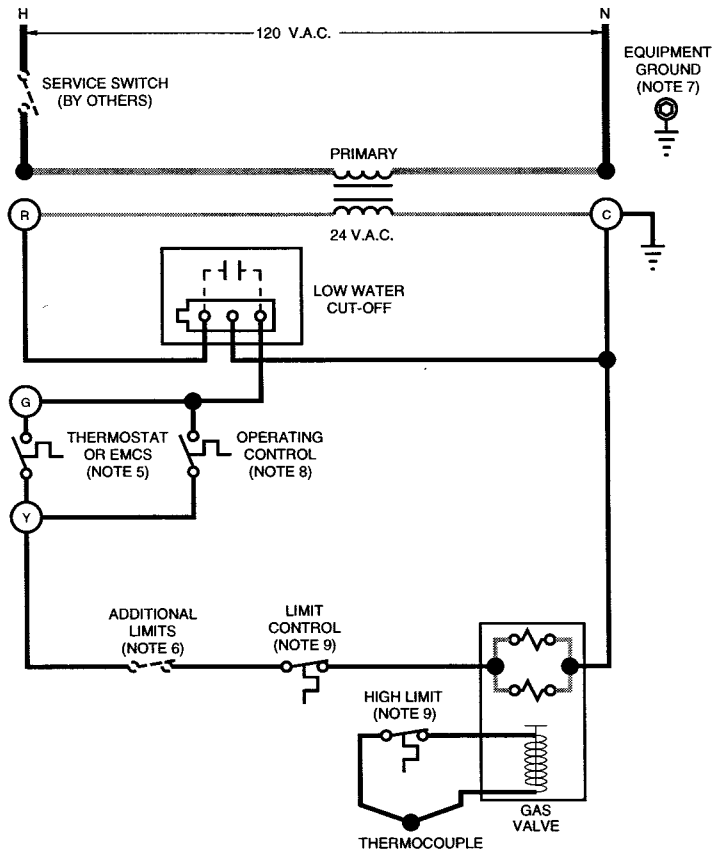 H
N
120 V.A.C.
SERVICE SWITCH
(BY OTHERS)
EQUIPMENT
GROUND
(NOTE 7)
PRIMARY
R
C
24 V.A.C.
LOW WATER
CUT-OFF
G
THERMOSTAT
OR EMCS
(NOTE 5)
OPERATING
CONTROL
(NOTE 8)
Y
ADDITIONAL
LIMITS
(NOTE 6)
LIMIT
CONTROL
(NOTE 9)
HIGH LIMIT
(NOTE 9)
GAS
VALVE
THERMOCOUPLE